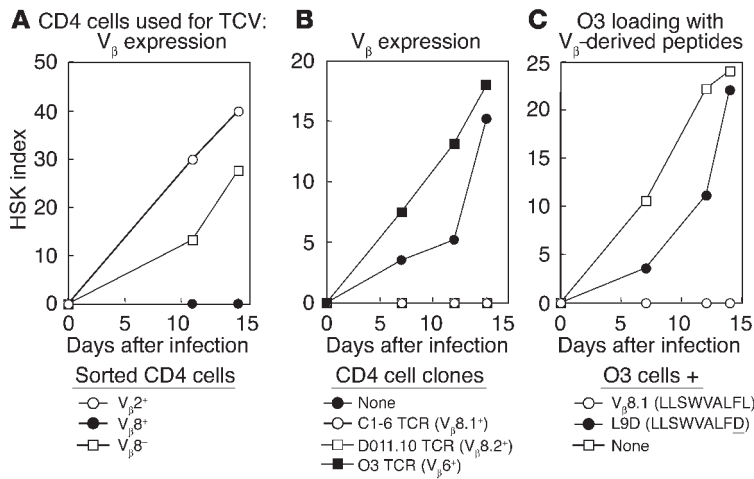 A CD4 cells used for TCV:
Vβ expression
50
40
30
20
10
0
HSK index
0 5 10 15
Days after infection
Sorted CD4 cells
Vβ2⁺
Vβ8⁺
Vβ8⁻
B
Vβ expression
20
15
10
5
0
0 5 10 15
Days after infection
CD4 cell clones
None
C1-6 TCR (Vβ8.1⁺)
D011.10 TCR (Vβ8.2⁺)
O3 TCR (Vβ6⁺)
C O3 loading with
Vβ-derived peptides
25
20
15
10
5
0
0 5 10 15
Days after infection
O3 cells +
Vβ8.1 (LLSWVALFL)
L9D (LLSWVALFD)
None